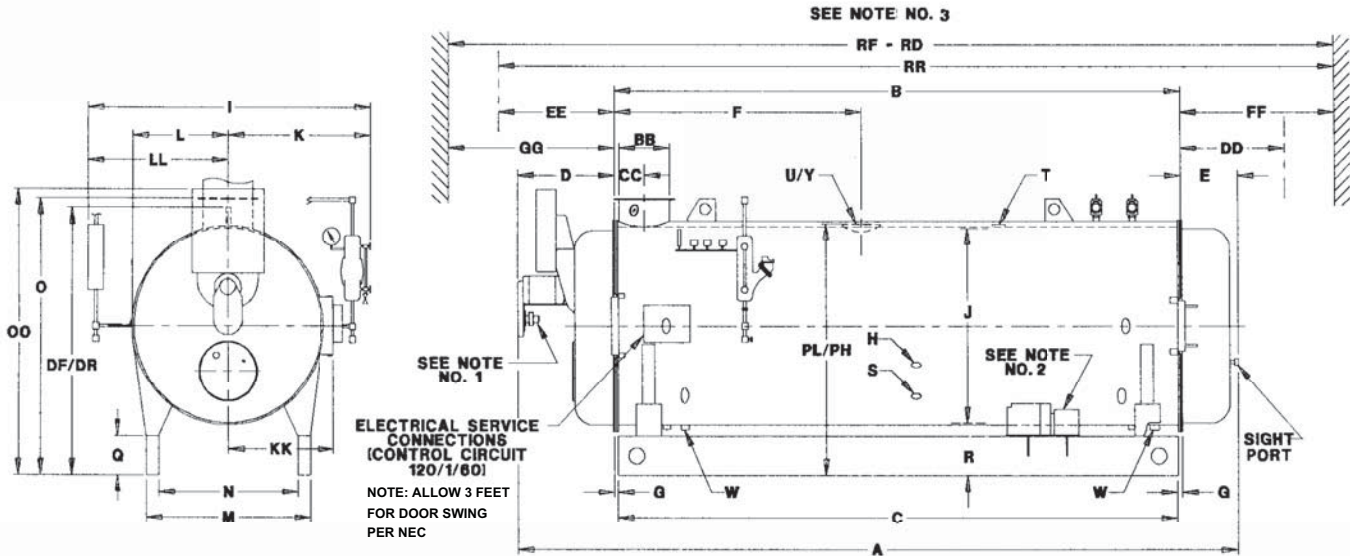 SEE NOTE NO. 3
RF - RD
RR
B
I
EE
F
FF
L
K
GG
BB
DD
LL
D
CC
U/Y
T
E
O
OO
DF/DR
J
PL/PH
H
S
SEE NOTE
NO. 1
SEE NOTE
NO. 2
ELECTRICAL SERVICE
CONNECTIONS
(CONTROL CIRCUIT
120/1/60)
SIGHT
PORT
Q
KK
R
N
NOTE: ALLOW 3 FEET
FOR DOOR SWING
PER NEC
G
W
W
G
M
C
A